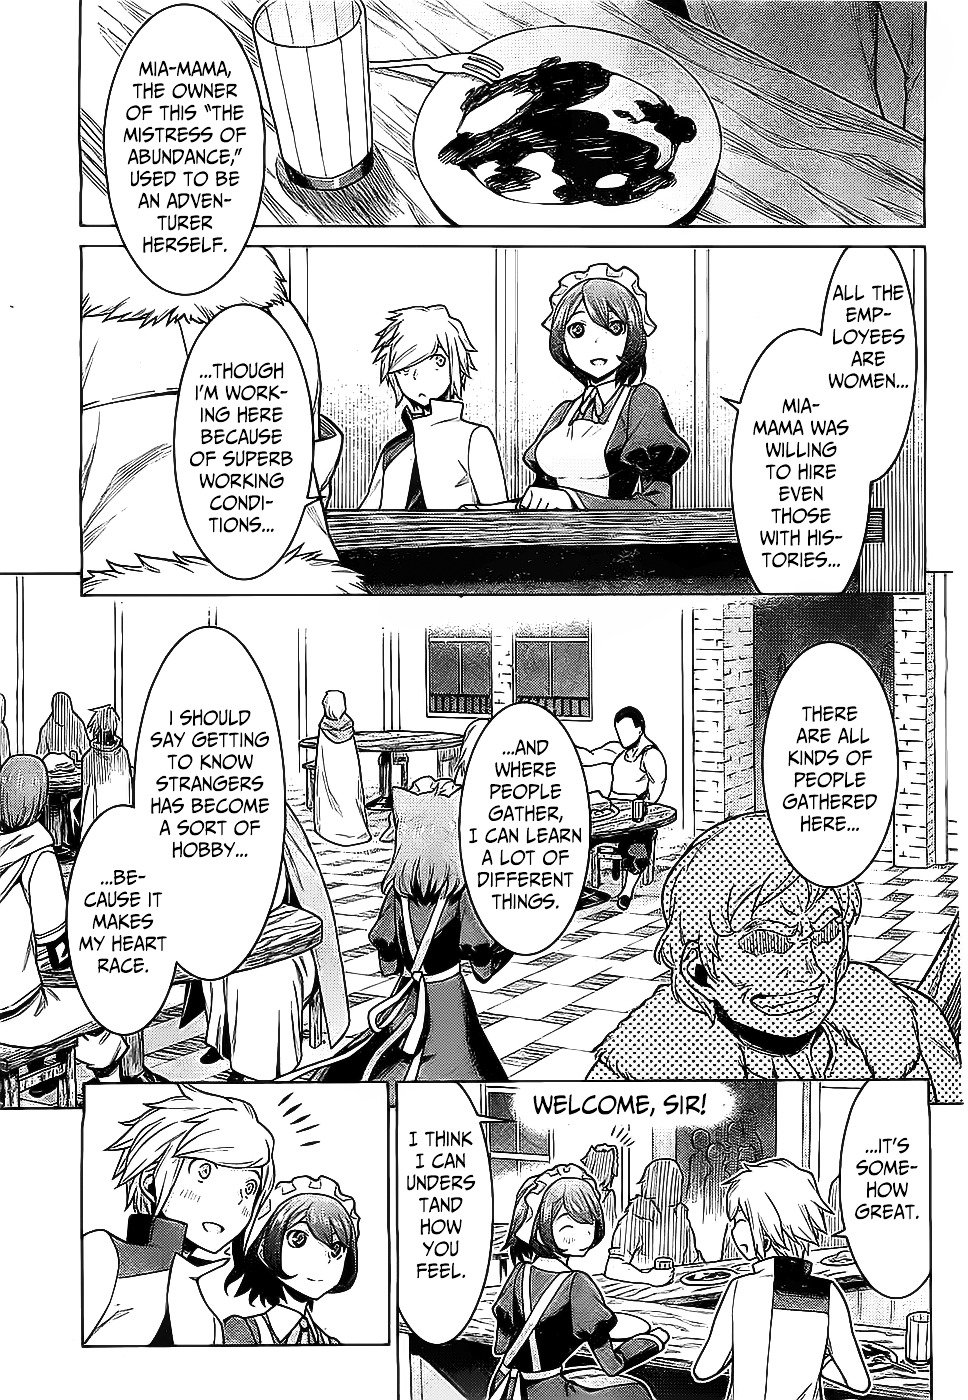 MIA-MAMA,
THE OWNER
OF THIS "THE
MISTRESS OF
ABUNDANCE,"
USED TO BE
AN ADVEN-
TURER
HERSELF.
ALL THE
EMP-
LOYEES
ARE
WOMEN...
MIA-
MAMA WAS
WILLING
TO HIRE
EVEN
THOSE
WITH HIS-
TORIES...
...THOUGH
I'M WORK-
ING HERE
BECAUSE
OF SUPERB
WORKING
CONDI-
TIONS...
THERE
ARE ALL
KINDS OF
PEOPLE
GATHERED
HERE...
...AND
WHERE
PEOPLE
GATHER,
I CAN LEARN
A LOT OF
DIFFERENT
THINGS.
I SHOULD
SAY GETTING
TO KNOW
STRANGERS
HAS BECOME
A SORT OF
HOBBY...
...BE-
CAUSE IT
MAKES
MY HEART
RACE.
WELCOME, SIR!
...IT'S
SOME-
HOW
GREAT.
I THINK
I CAN
UNDERS
TAND
HOW
YOU
FEEL.